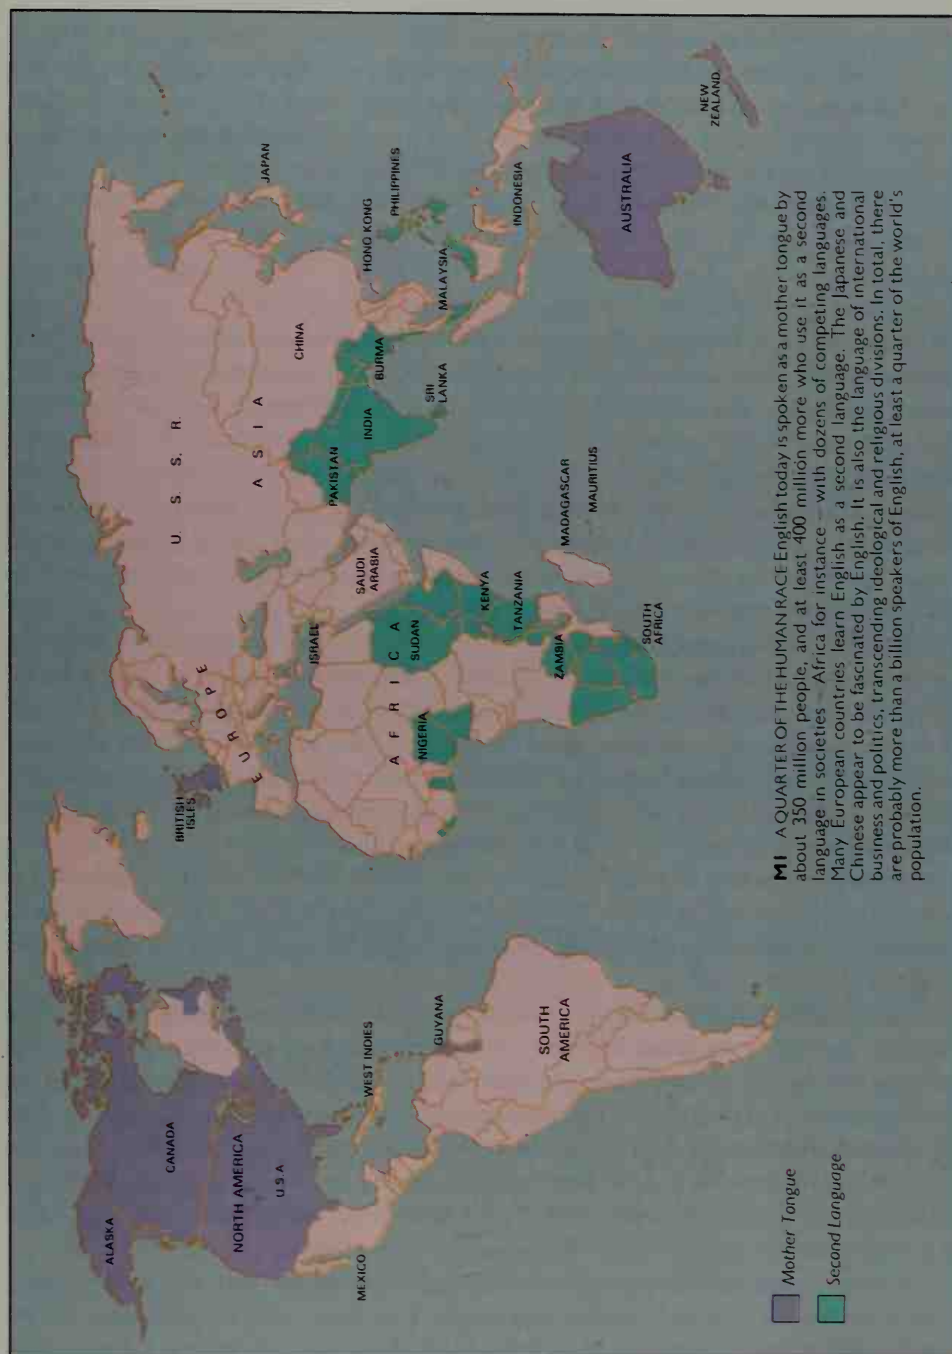 ALASKA
CANADA
NORTH AMERICA
U.S.A
MEXICO
WEST INDIES
GUYANA
SOUTH
AMERICA
BRITISH
ISLES
EUROPE
U. S. S. R.
ASIA
CHINA
JAPAN
HONG KONG
PHILIPPINES
MALAYSIA
INDONESIA
BURMA
INDIA
PAKISTAN
SRI
LANKA
SAUDI
ARABIA
ISRAEL
AFRICA
SUDAN
NIGERIA
KENYA
TANZANIA
ZAMBIA
SOUTH
AFRICA
MADAGASCAR
MAURITIUS
AUSTRALIA
NEW
ZEALAND
Mother Tongue
Second Language
M1 A QUARTER OF THE HUMAN RACE English today is spoken as a mother tongue by
about 350 million people, and at least 400 million more who use it as a second
language in societies – Africa for instance – with dozens of competing languages.
Many European countries learn English as a second language. The Japanese and
Chinese appear to be fascinated by English. It is also the language of international
business and politics, transcending ideological and religious divisions. In total, there
are probably more than a billion speakers of English, at least a quarter of the world's
population.